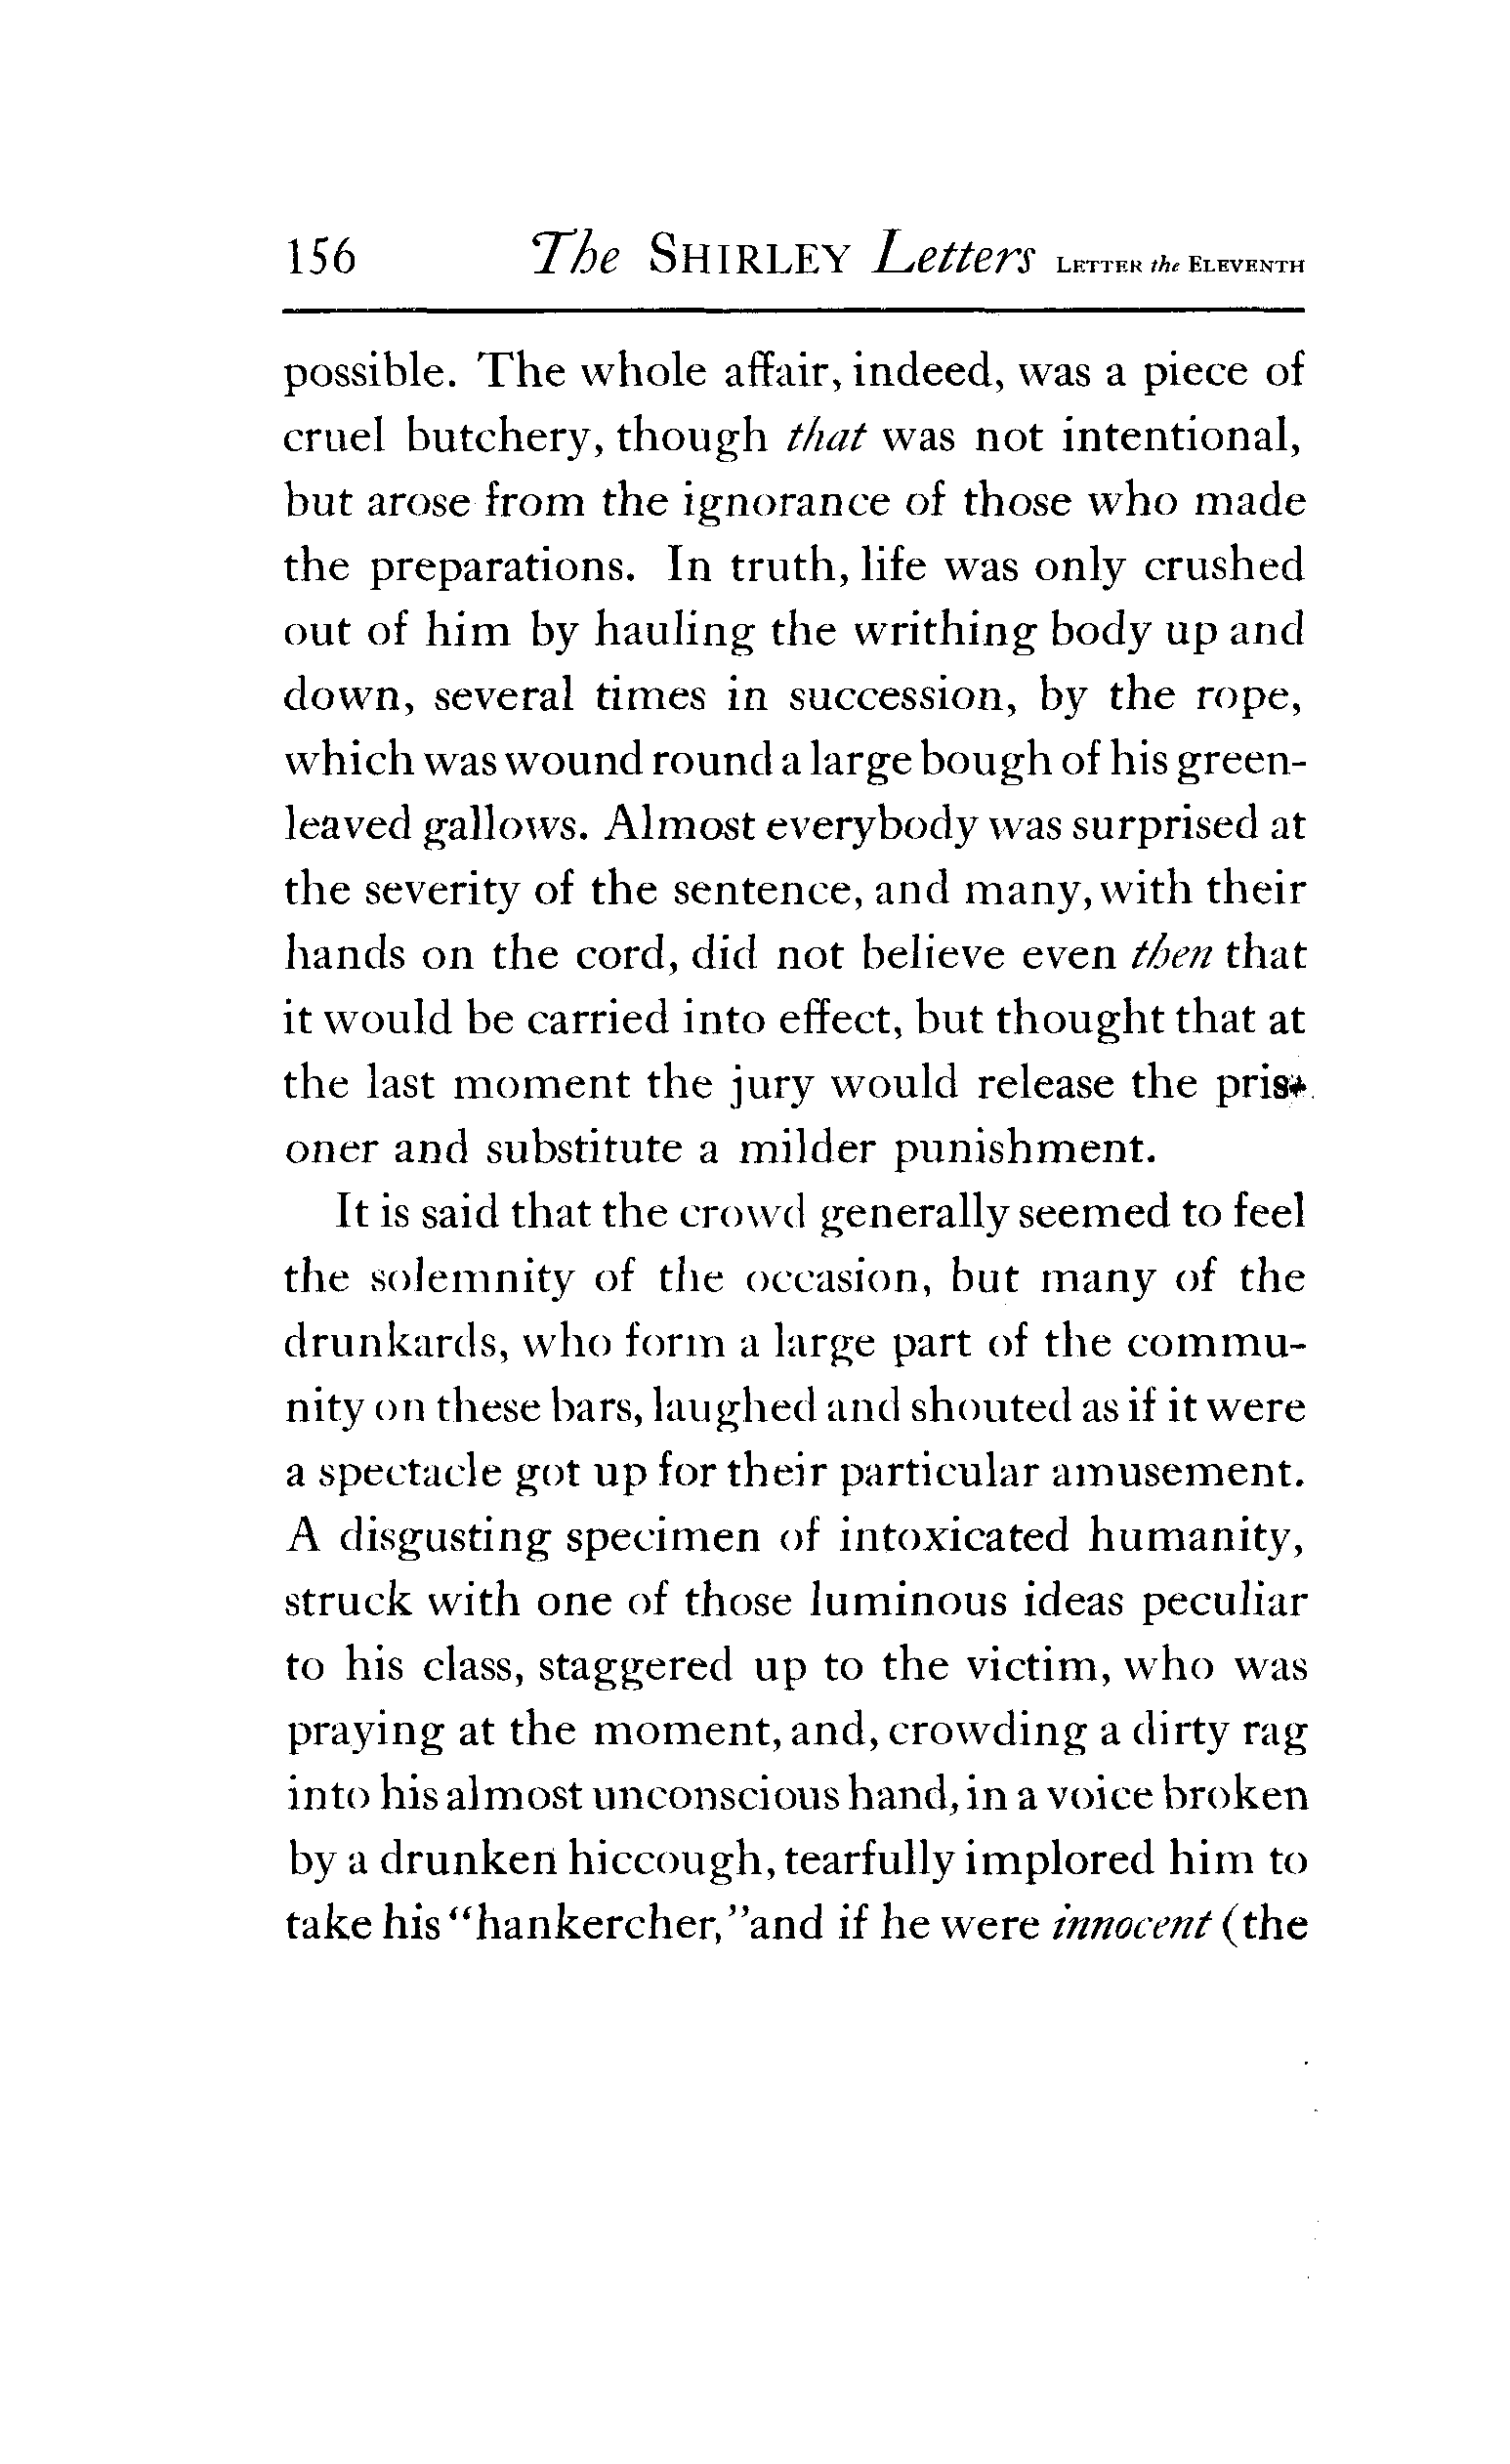 156 The SHIRLEY Letters LETTER the ELEVENTH
possible. The whole affair, indeed, was a piece of
cruel butchery, though that was not intentional,
but arose from the ignorance of those who made
the preparations. In truth, life was only crushed
out of him by hauling the writhing body up and
down, several times in succession, by the rope,
which was wound round a large bough of his green-
leaved gallows. Almost everybody was surprised at
the severity of the sentence, and many, with their
hands on the cord, did not believe even then that
it would be carried into effect, but thought that at
the last moment the jury would release the pris-
oner and substitute a milder punishment.
It is said that the crowd generally seemed to feel
the solemnity of the occasion, but many of the
drunkards, who form a large part of the commu-
nity on these bars, laughed and shouted as if it were
a spectacle got up for their particular amusement.
A disgusting specimen of intoxicated humanity,
struck with one of those luminous ideas peculiar
to his class, staggered up to the victim, who was
praying at the moment, and, crowding a dirty rag
into his almost unconscious hand, in a voice broken
by a drunken hiccough, tearfully implored him to
take his "hankercher," and if he were innocent (the